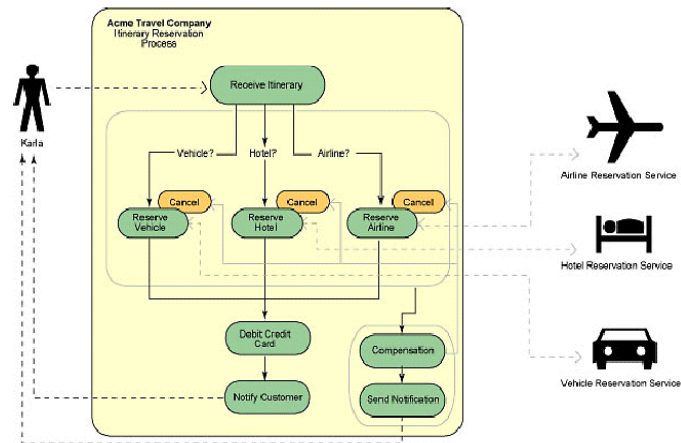 Acme Travel Company
Itinerary Reservation
Process
Receive Itinerary
Karla
Vehicle?
Hotel?
Airline?
Airline Reservation Service
Cancel
Cancel
Cancel
Reserve
Vehicle
Reserve
Hotel
Reserve
Airline
Hotel Reservation Service
Debit Credit
Card
Compensation
Vehicle Reservation Service
Notify Customer
Send Notification